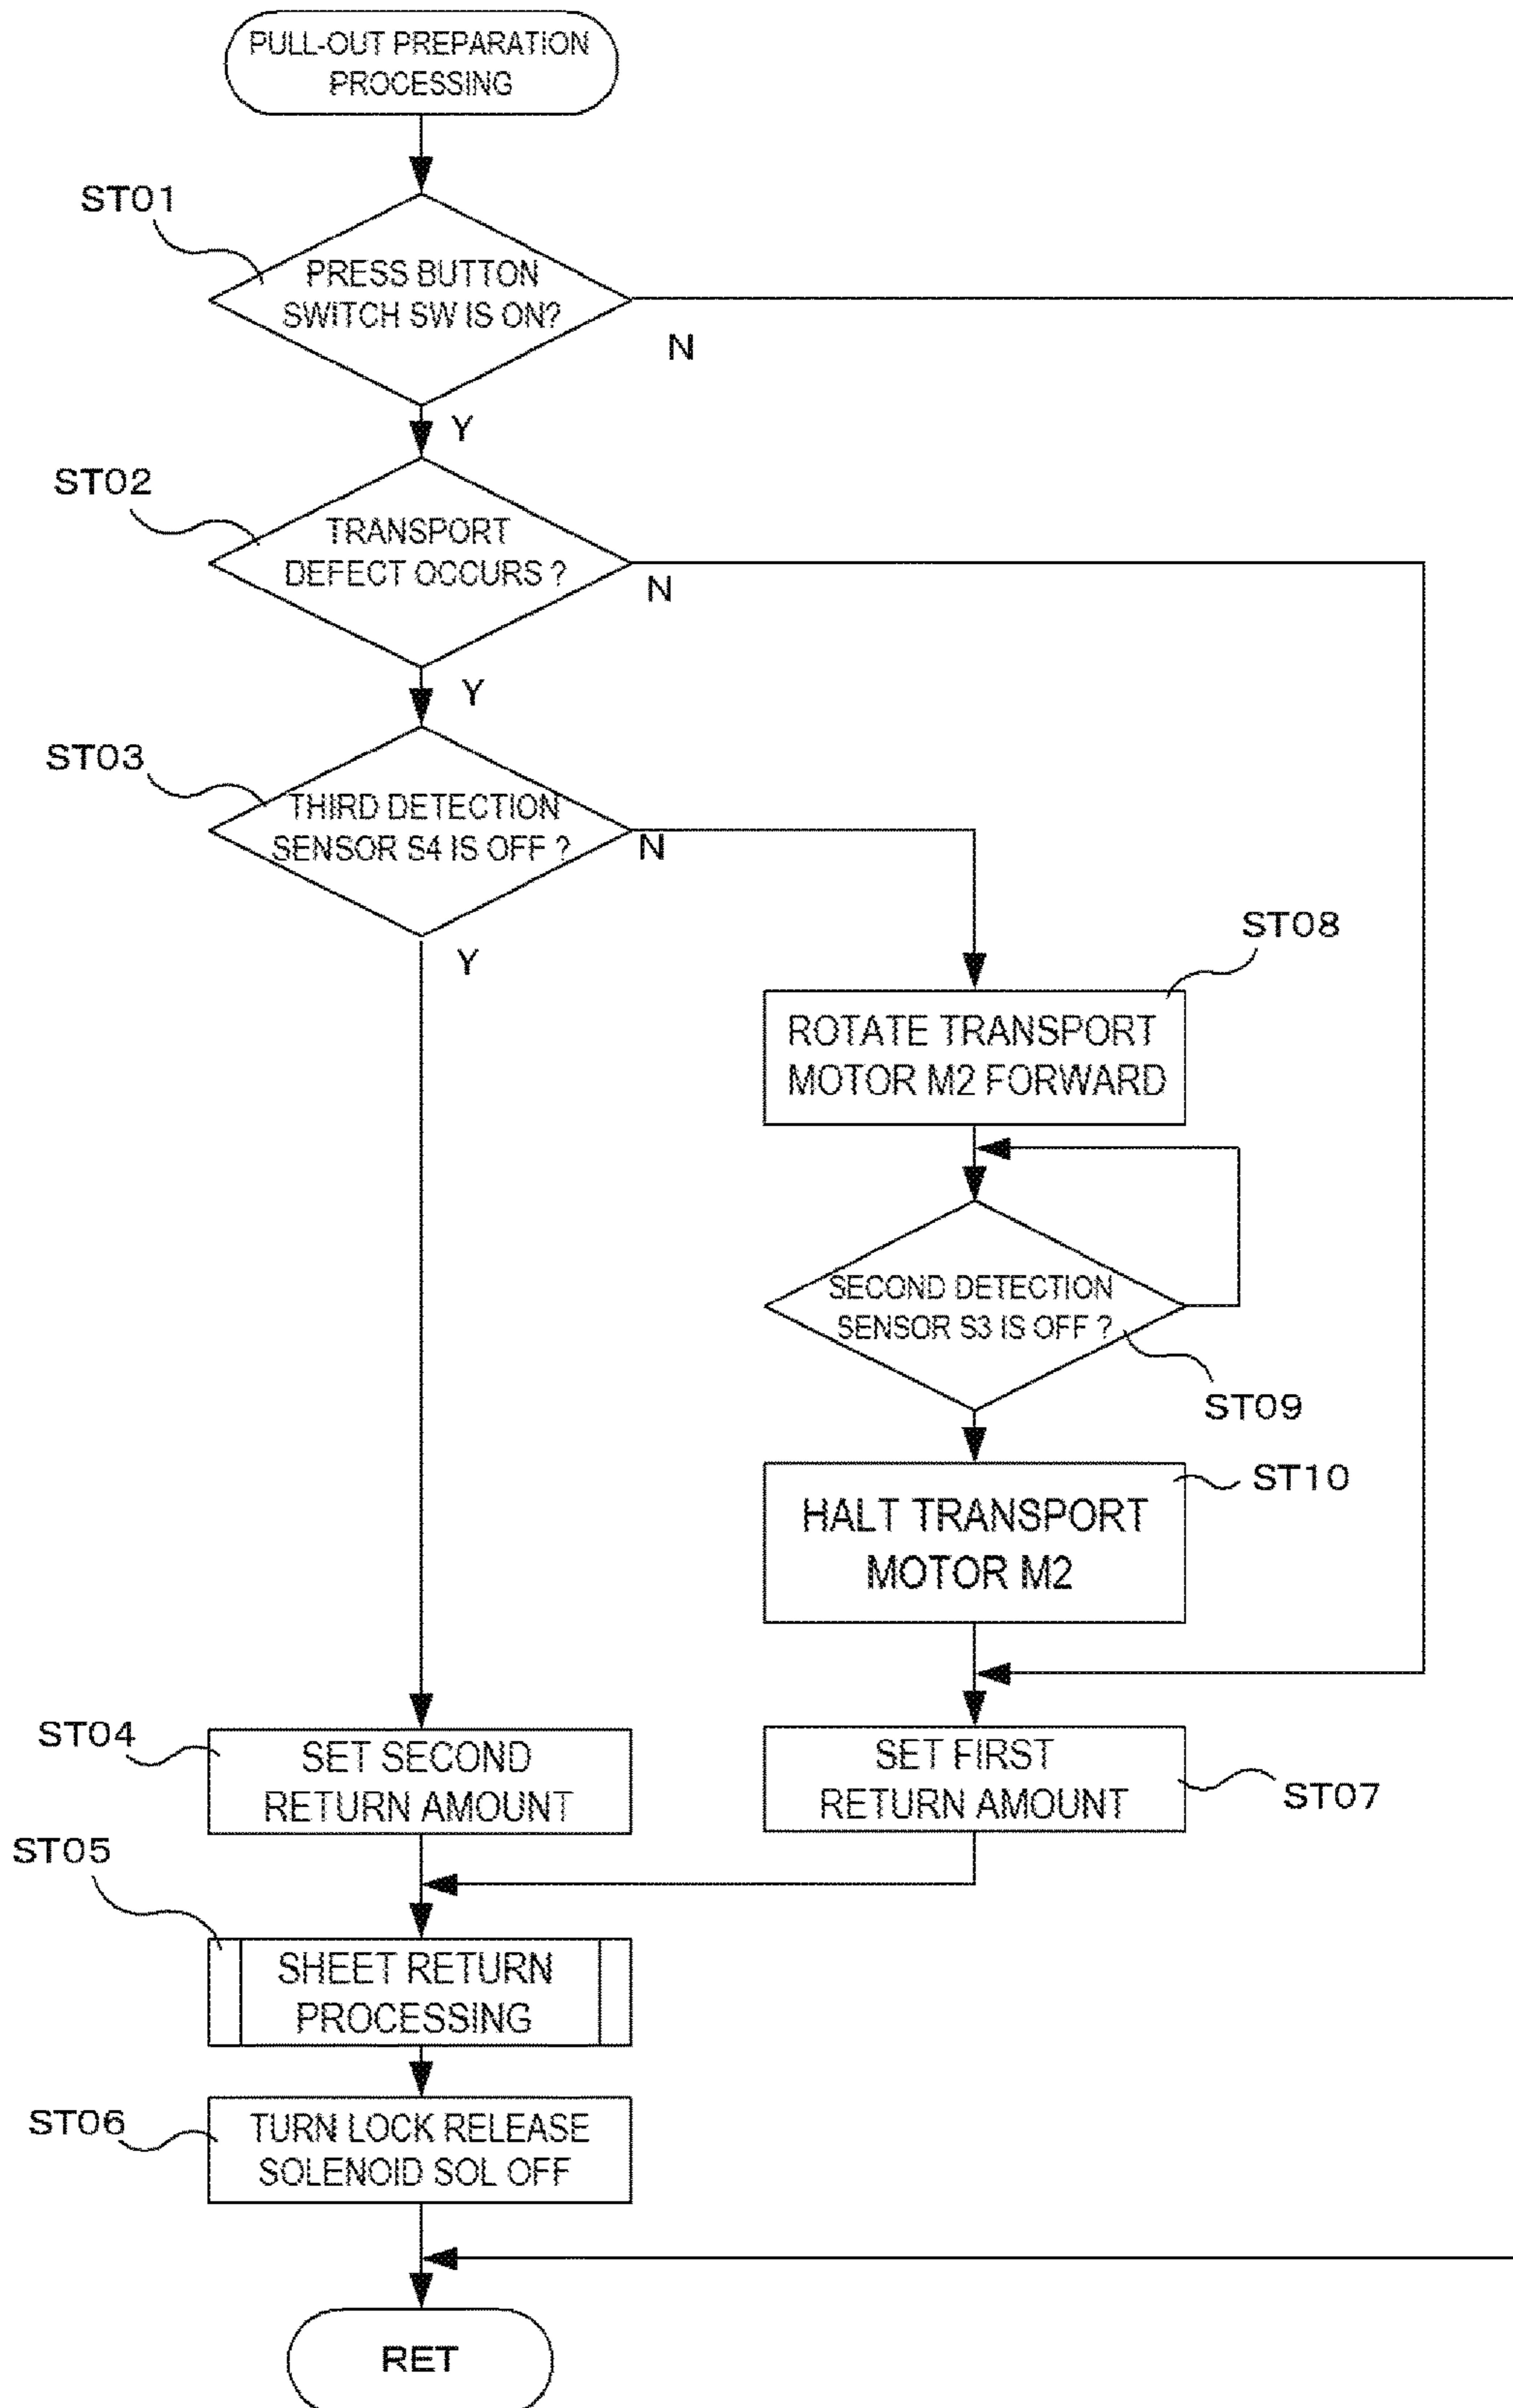 PULL-OUT PREPARATION
PROCESSING
ST01
PRESS BUTTON
SWITCH SW IS ON?
N
Y
ST02
TRANSPORT
DEFECT OCCURS ?
N
Y
ST03
THIRD DETECTION
SENSOR S4 IS OFF ?
N
Y
ST08
ROTATE TRANSPORT
MOTOR M2 FORWARD
SECOND DETECTION
SENSOR S3 IS OFF ?
ST09
ST10
HALT TRANSPORT
MOTOR M2
ST04
SET SECOND
RETURN AMOUNT
SET FIRST
RETURN AMOUNT
ST07
ST05
SHEET RETURN
PROCESSING
ST06
TURN LOCK RELEASE
SOLENOID SOL OFF
RET